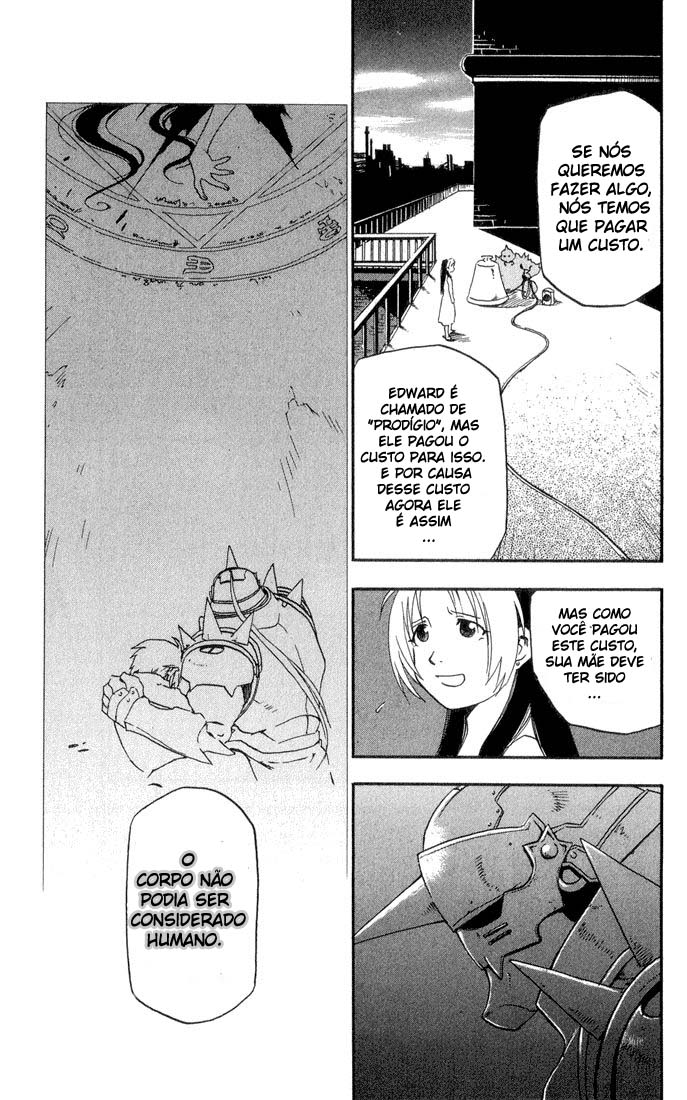 SE NÓS
QUEREMOS
FAZER ALGO,
NÓS TEMOS
QUE PAGAR
UM CUSTO.
EDWARD É
CHAMADO DE
"PRODÍGIO", MAS
ELE PAGOU O
CUSTO PARA ISSO.
E POR CAUSA
DESSE CUSTO
AGORA ELE
É ASSIM
...
MAS COMO
VOCÊ PAGOU
ESTE CUSTO,
SUA MÃE DEVE
TER SIDO
...
O
CORPO NÃO
PODIA SER
CONSIDERADO
HUMANO.